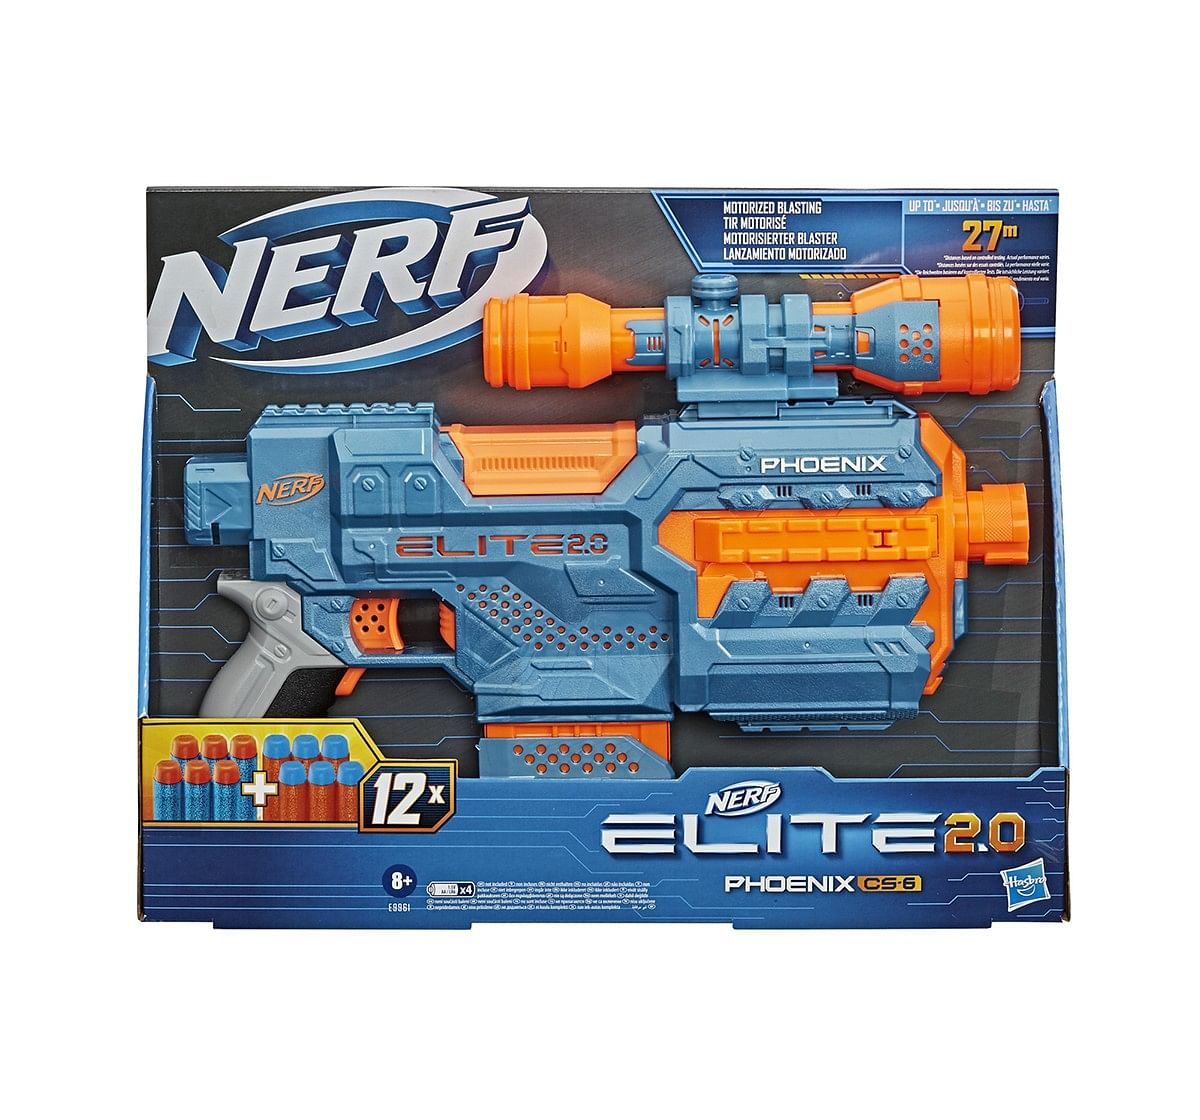 NERF
MOTORIZED BLASTING
TIR MOTORISÉ
MOTORISIERTER BLASTER
LANZAMIENTO MOTORIZADO
UP TO* • JUSQU'À* • BIS ZU* • HASTA*
27m
PHOENIX
NERF
ELITE 2.0
12x
NERF
ELITE 2.0
PHOENIX CS-6
Hasbro
8+
x4
E9961